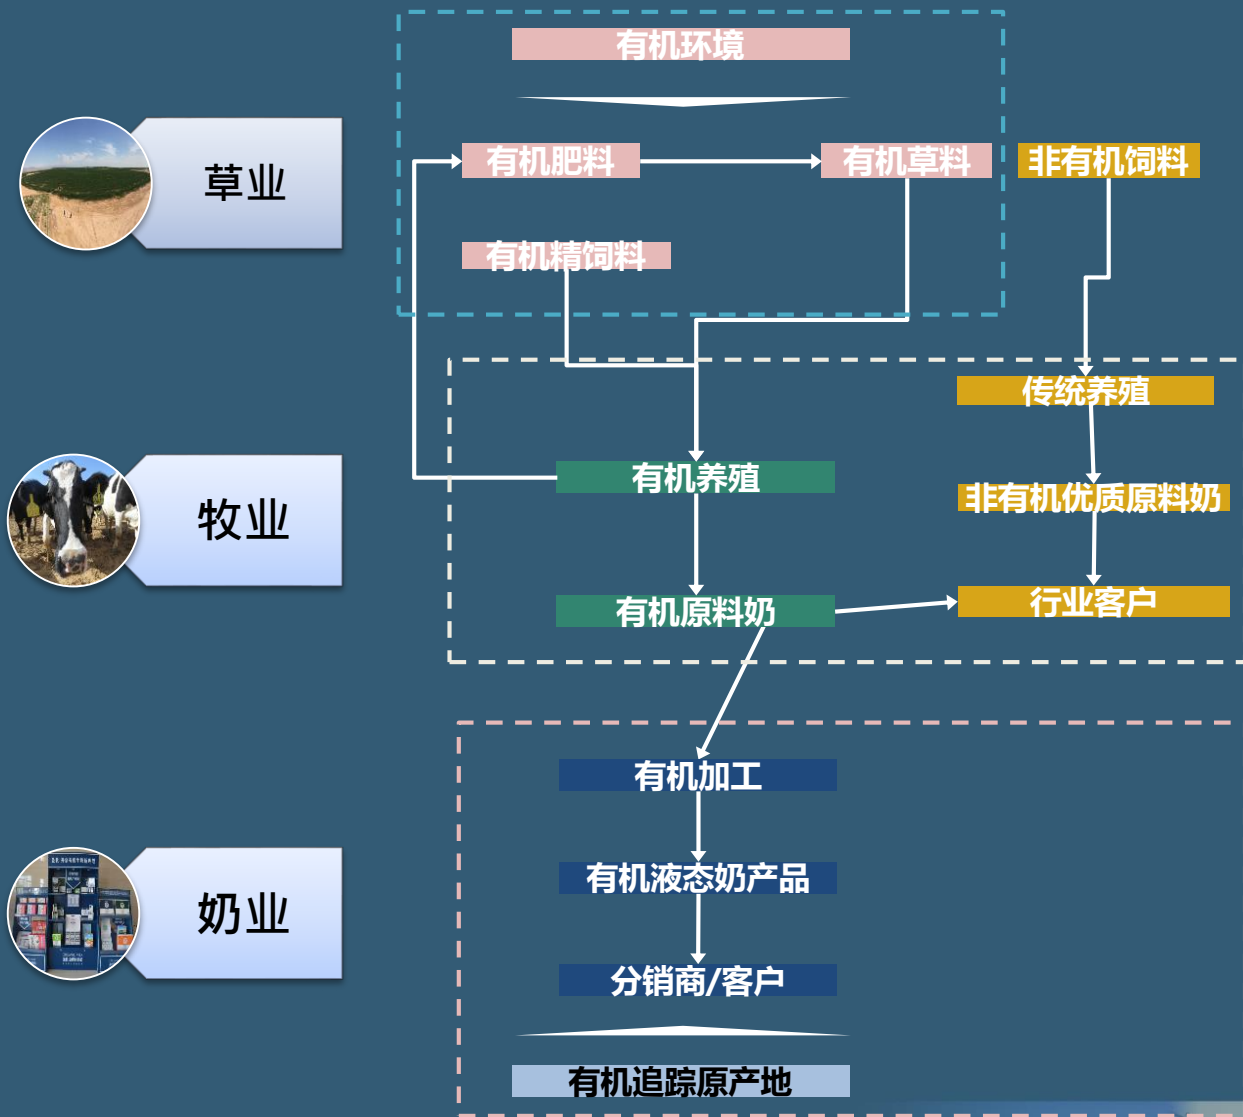 有机环境
草业
有机肥料
有机草料
非有机饲料
有机精饲料
传统养殖
牧业
有机养殖
非有机优质原料奶
有机原料奶
行业客户
有机加工
奶业
有机液态奶产品
分销商/客户
有机追踪原产地